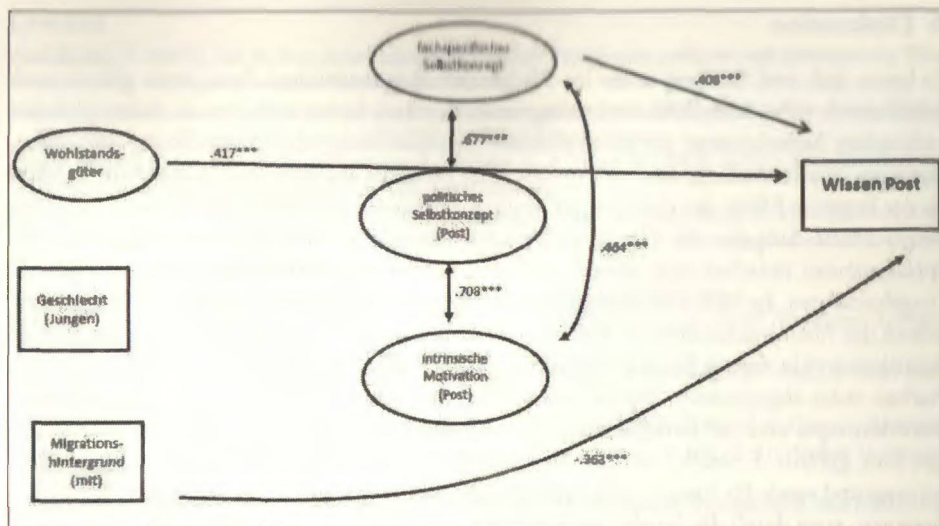 fachspezifisches
Selbstkonzept
.408***
Wohlstands-
güter
.417***
.677***
Wissen Post
politisches
Selbstkonzept
(Post)
.464***
Geschlecht
(Jungen)
.708***
intrinsische
Motivation
(Post)
Migrations-
hintergrund
(mit)
-.363***